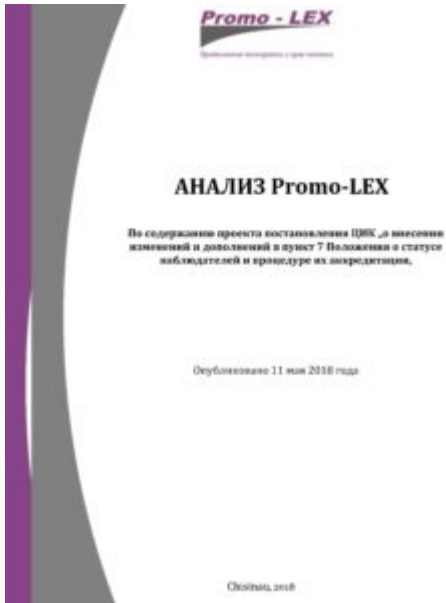 Promo - LEX
АНАЛИЗ Promo-LEX
По содержанию проекта постановления ЦИК „о внесении
изменений и дополнений в пункт 7 Положения о статусе
наблюдателей и процедуре их аккредитации,
Опубликовано 11 мая 2018 года
Chisinau, 2018